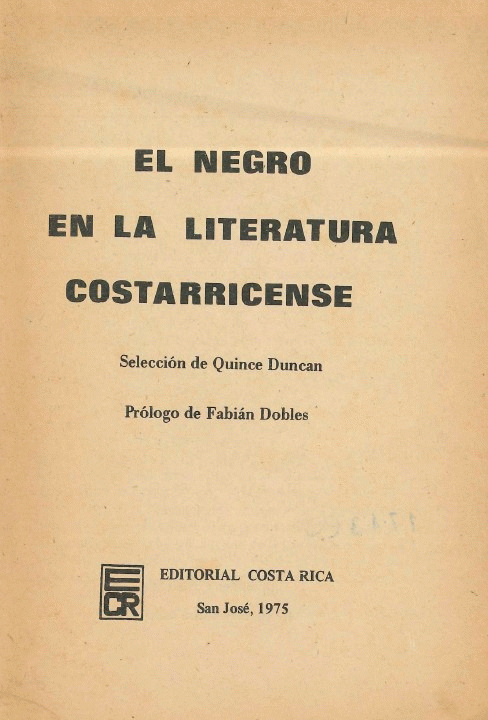 EL NEGRO
EN LA LITERATURA
COSTARRICENSE
Selección de Quince Duncan
Prólogo de Fabián Dobles
ECR
EDITORIAL COSTA RICA
San José, 1975